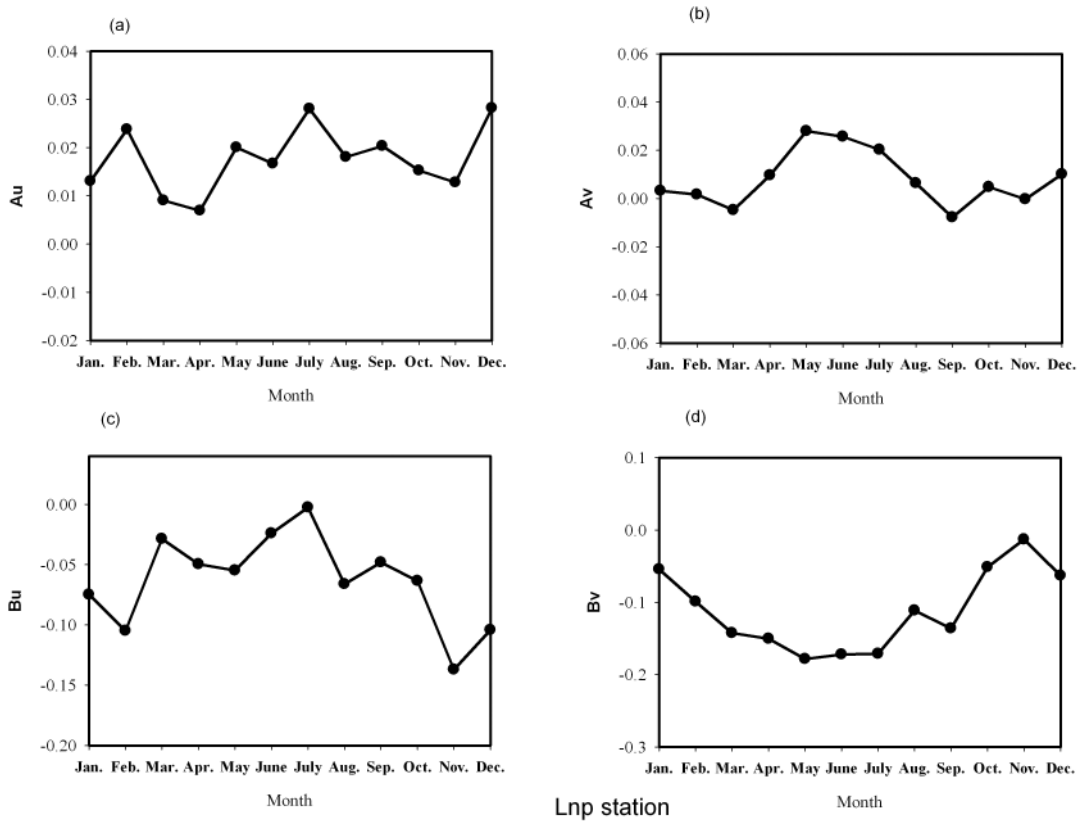 (a)
0.04
0.03
0.02
0.01
0.00
-0.01
-0.02
Au
Jan. Feb. Mar. Apr. May June July Aug. Sep. Oct. Nov. Dec.
Month
(b)
0.06
0.04
0.02
0.00
-0.02
-0.04
-0.06
Av
Jan. Feb. Mar. Apr. May June July Aug. Sep. Oct. Nov. Dec.
Month
(c)
0.00
-0.05
-0.10
-0.15
-0.20
Bu
Jan. Feb. Mar. Apr. May June July Aug. Sep. Oct. Nov. Dec.
Month
(d)
0.1
0.0
-0.1
-0.2
-0.3
Bv
Jan. Feb. Mar. Apr. May June July Aug. Sep. Oct. Nov. Dec.
Month
Lnp station